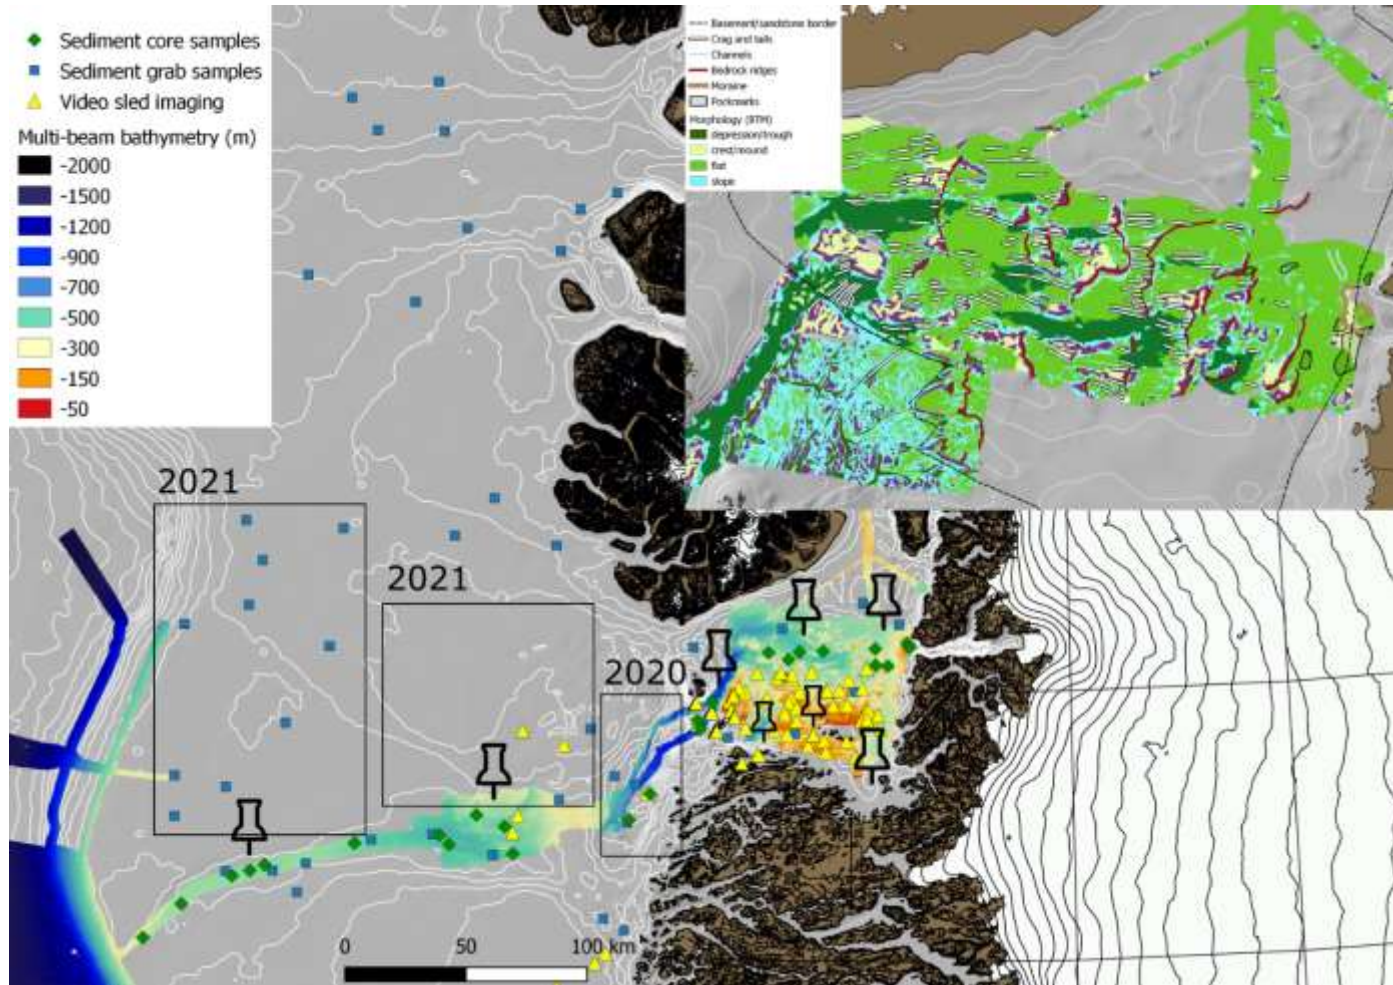 Sediment core samples
Sediment grab samples
Video sled imaging
Multi-beam bathymetry (m)
-2000
-1500
-1200
-900
-700
-500
-300
-150
-50
Basement/sandstone border
Crag and tails
Channels
Bedrock ridges
Moraine
Pockmarks
Morphology (BTM)
depression/trough
crest/mound
flat
slope
2021
2021
2020
0 50 100 km